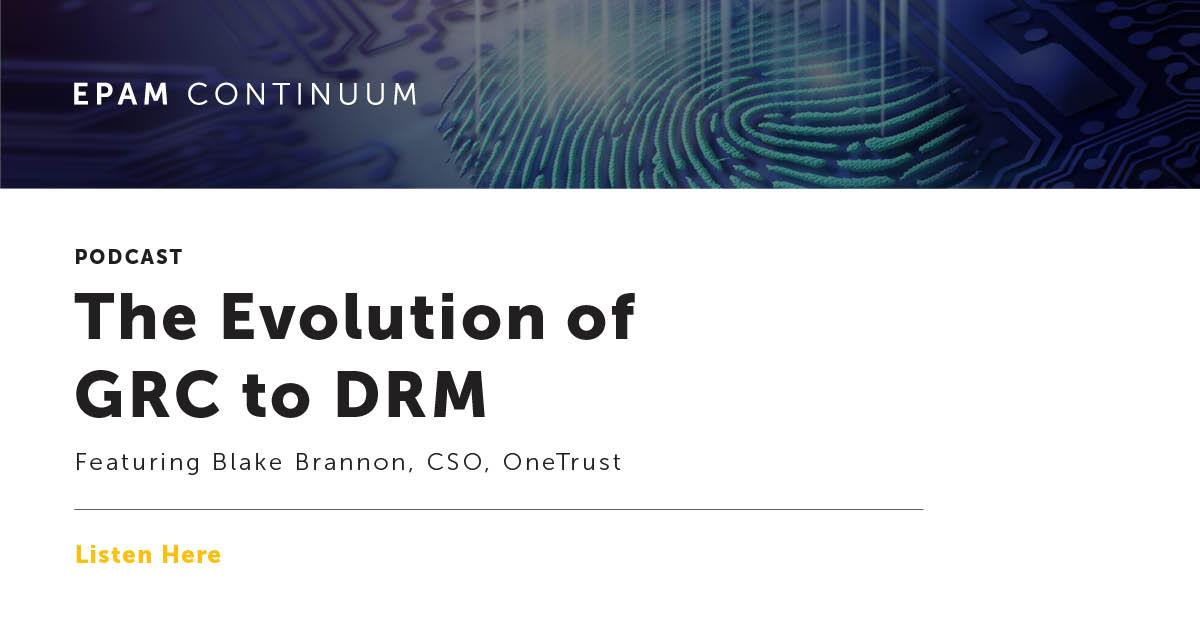 EPAM CONTINUUM
PODCAST
The Evolution of
GRC to DRM
Featuring Blake Brannon, CSO, OneTrust
Listen Here